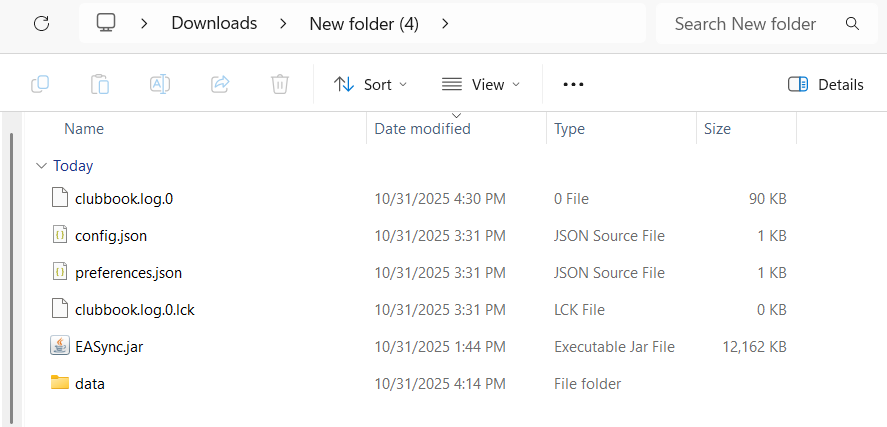 Downloads New folder (4) Search New folder
Sort View ••• Details
Name Date modified Type Size
Today
clubbook.log.0 10/31/2025 4:30 PM 0 File 90 KB
config.json 10/31/2025 3:31 PM JSON Source File 1 KB
preferences.json 10/31/2025 3:31 PM JSON Source File 1 KB
clubbook.log.0.lck 10/31/2025 3:31 PM LCK File 0 KB
EASync.jar 10/31/2025 1:44 PM Executable Jar File 12,162 KB
data 10/31/2025 4:14 PM File folder